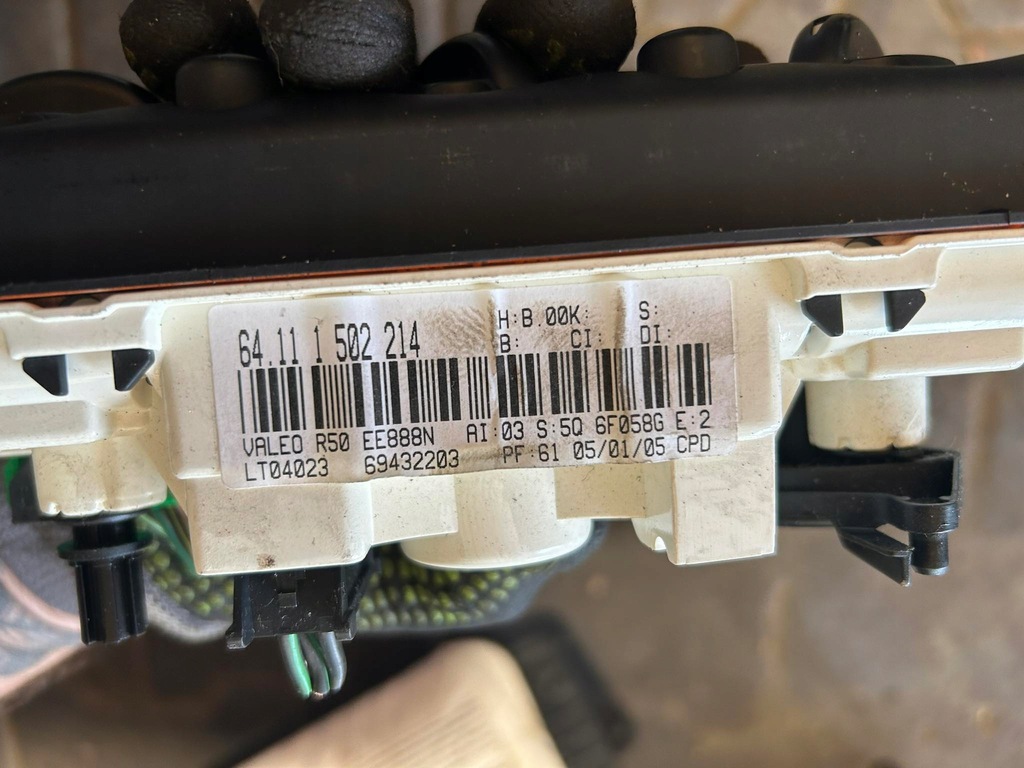 64.11 1 502 214
H:B.00K: S:
B: CI: DI:
VALEO R50 EE888N AI:03 S:5Q 6F058G E:2
LT04023 69432203 PF:61 05/01/05 CPD